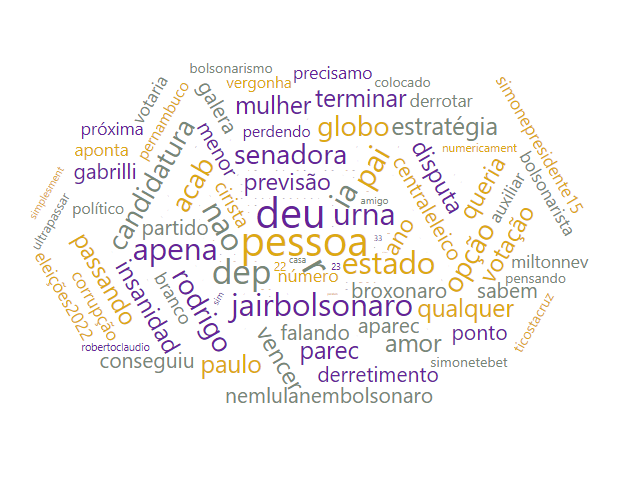 bolsonarismo
precisamo
colocado
vergonha
votaria
galera
pernambuco
mulher
terminar
derrotar
simonepresidente15
próxima
perdendo
globo
estratégia
aponta
menor
senadora
numericament
gabrilli
candidatura
acab
cirista
previsão
pai
disputa
centraleleico
queria
auxiliar
bolsonarista
simplesment
ultrapassar
político
partido
nao
deu
ia
urna
amigo
apena
pessoa
33
ano
opção
votação
passando
eleições2022
corrupção
insanidad
branco
rodrigo
dep
r
22
casa
23
número
estado
miltonnev
pensando
sim
jairbolsonaro
broxonaro
sabem
qualquer
robertoclaudio
conseguiu
paulo
vencer
falando
aparec
parec
amor
ponto
ticostacruz
simonetebet
derretimento
nemlulanembolsonaro